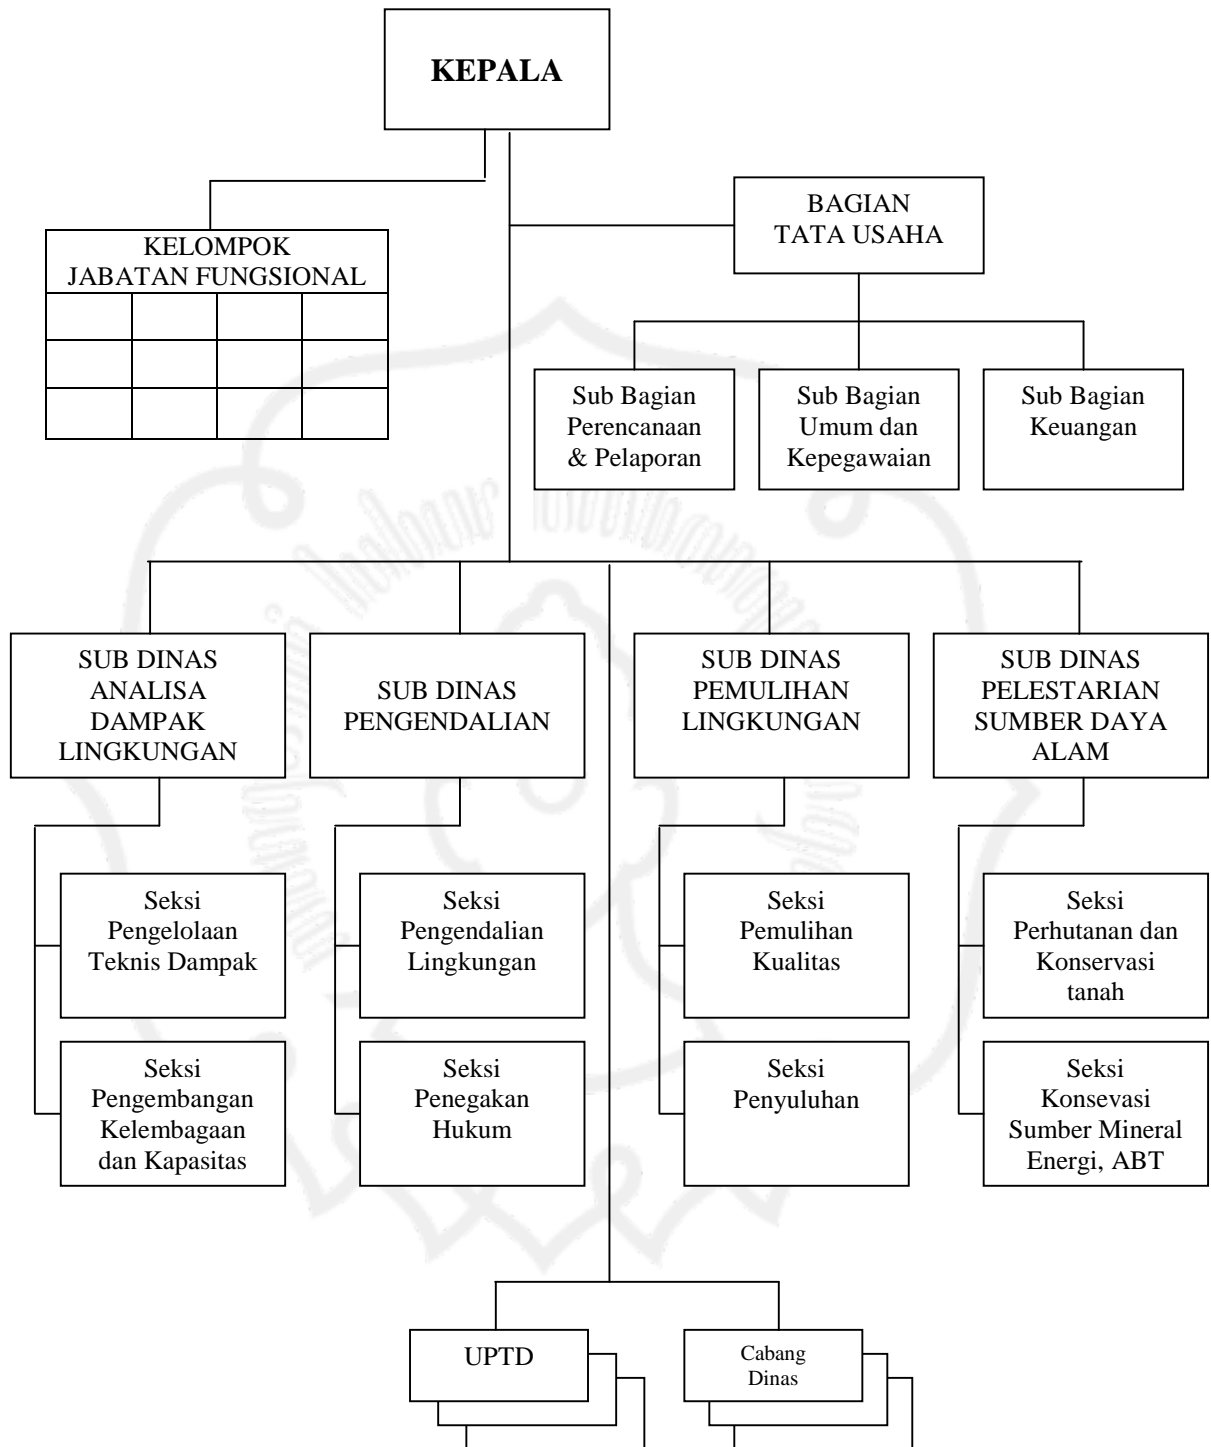 KEPALA
BAGIAN
TATA USAHA
KELOMPOK
JABATAN FUNGSIONAL
Sub Bagian
Perencanaan
& Pelaporan
Sub Bagian
Umum dan
Kepegawaian
Sub Bagian
Keuangan
SUB DINAS
ANALISA
DAMPAK
LINGKUNGAN
SUB DINAS
PENGENDALIAN
SUB DINAS
PEMULIHAN
LINGKUNGAN
SUB DINAS
PELESTARIAN
SUMBER DAYA
ALAM
Seksi
Pengelolaan
Teknis Dampak
Seksi
Pengendalian
Lingkungan
Seksi
Pemulihan
Kualitas
Seksi
Perhutanan dan
Konservasi
tanah
Seksi
Pengembangan
Kelembagaan
dan Kapasitas
Seksi
Penegakan
Hukum
Seksi
Penyuluhan
Seksi
Konsevasi
Sumber Mineral
Energi, ABT
UPTD
Cabang
Dinas